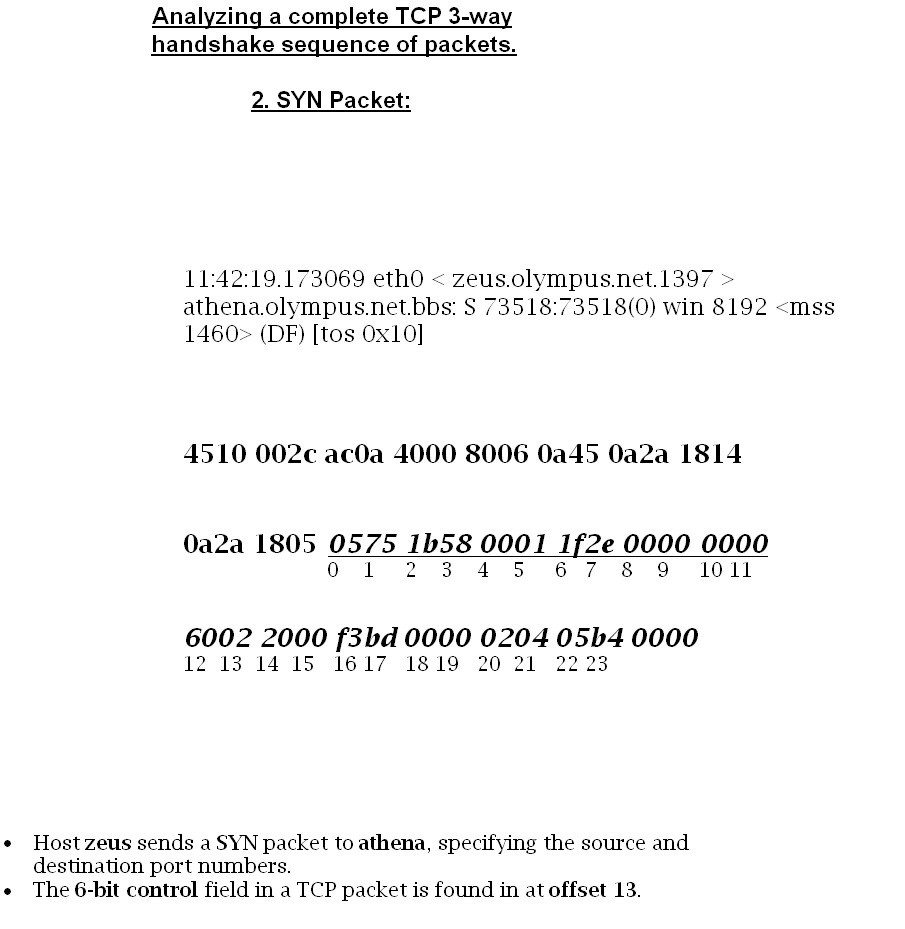 Analyzing a complete TCP 3-way
handshake sequence of packets.
2. SYN Packet:
11:42:19.173069 eth0 < zeus.olympus.net.1397 >
athena.olympus.net.bbs: S 73518:73518(0) win 8192 <mss
1460> (DF) [tos 0x10]
4510 002c ac0a 4000 8006 0a45 0a2a 1814
0a2a 1805 0575 1b58 0001 1f2e 0000 0000
0 1 2 3 4 5 6 7 8 9 10 11
6002 2000 f3bd 0000 0204 05b4 0000
12 13 14 15 16 17 18 19 20 21 22 23
• Host zeus sends a SYN packet to athena, specifying the source and
destination port numbers.
• The 6-bit control field in a TCP packet is found in at offset 13.